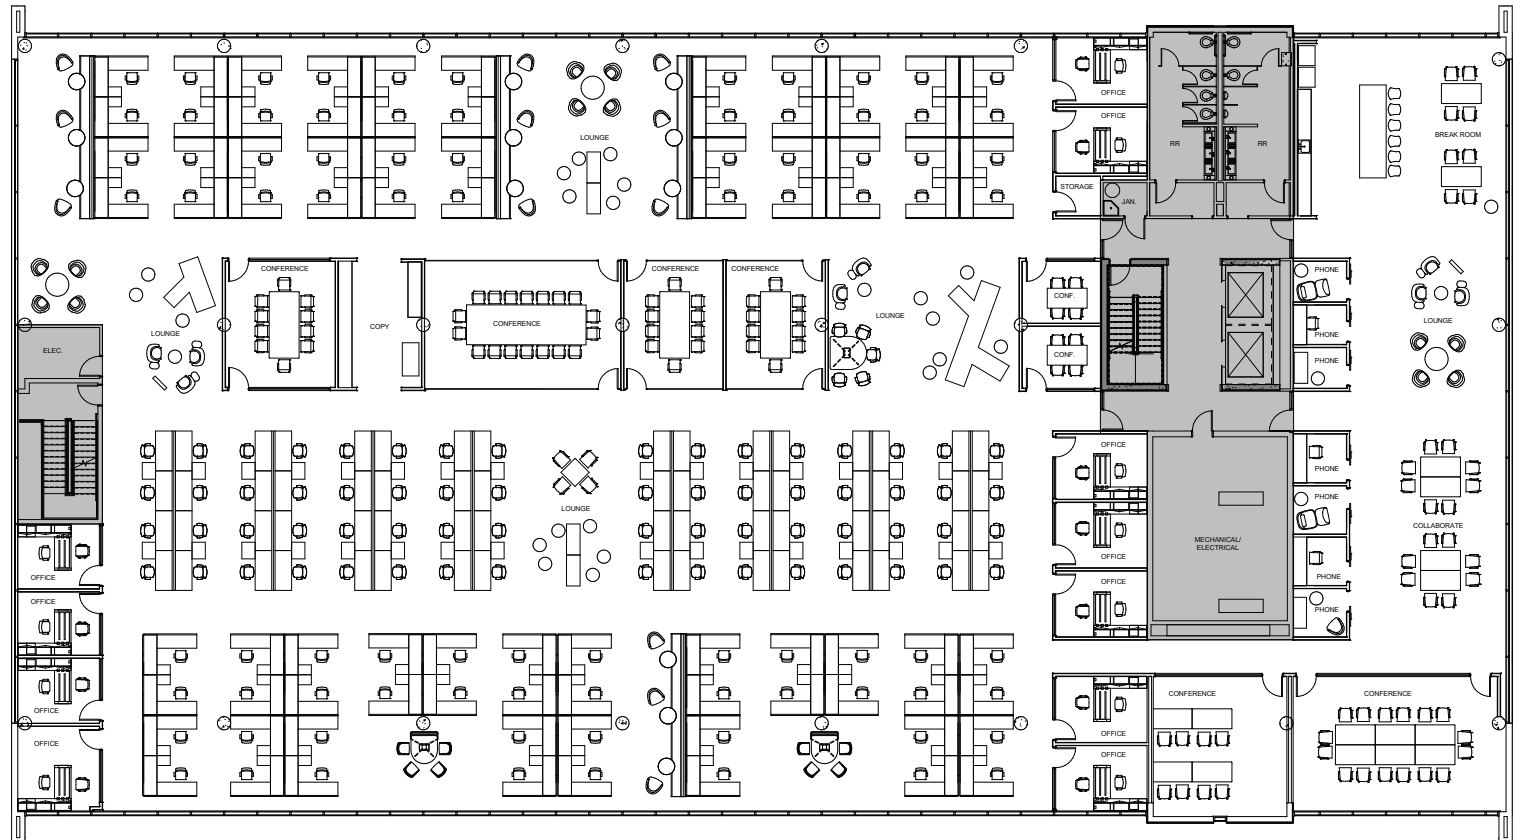 OFFICE
OFFICE
LOUNGE
BREAK ROOM
RR
RR
STORAGE
JAN.
CONFERENCE
CONFERENCE
CONFERENCE
PHONE
CONF.
LOUNGE
LOUNGE
COPY
CONFERENCE
LOUNGE
PHONE
ELEC.
CONF.
PHONE
OFFICE
PHONE
PHONE
LOUNGE
OFFICE
COLLABORATE
MECHANICAL/
ELECTRICAL
OFFICE
PHONE
OFFICE
OFFICE
PHONE
CONFERENCE
CONFERENCE
OFFICE
OFFICE
OFFICE
OFFICE